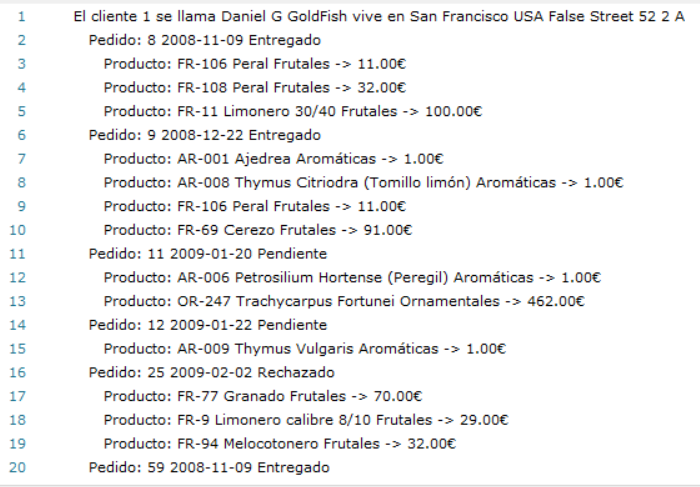 1 El cliente 1 se llama Daniel G GoldFish vive en San Francisco USA False Street 52 2 A
2 Pedido: 8 2008-11-09 Entregado
3 Producto: FR-106 Peral Frutales -> 11.00€
4 Producto: FR-108 Peral Frutales -> 32.00€
5 Producto: FR-11 Limonero 30/40 Frutales -> 100.00€
6 Pedido: 9 2008-12-22 Entregado
7 Producto: AR-001 Ajedrea Aromáticas -> 1.00€
8 Producto: AR-008 Thymus Citriodra (Tomillo limón) Aromáticas -> 1.00€
9 Producto: FR-106 Peral Frutales -> 11.00€
10 Producto: FR-69 Cerezo Frutales -> 91.00€
11 Pedido: 11 2009-01-20 Pendiente
12 Producto: AR-006 Petrosilium Hortense (Peregil) Aromáticas -> 1.00€
13 Producto: OR-247 Trachycarpus Fortunei Ornamentales -> 462.00€
14 Pedido: 12 2009-01-22 Pendiente
15 Producto: AR-009 Thymus Vulgaris Aromáticas -> 1.00€
16 Pedido: 25 2009-02-02 Rechazado
17 Producto: FR-77 Granado Frutales -> 70.00€
18 Producto: FR-9 Limonero calibre 8/10 Frutales -> 29.00€
19 Producto: FR-94 Melocotonero Frutales -> 32.00€
20 Pedido: 59 2008-11-09 Entregado